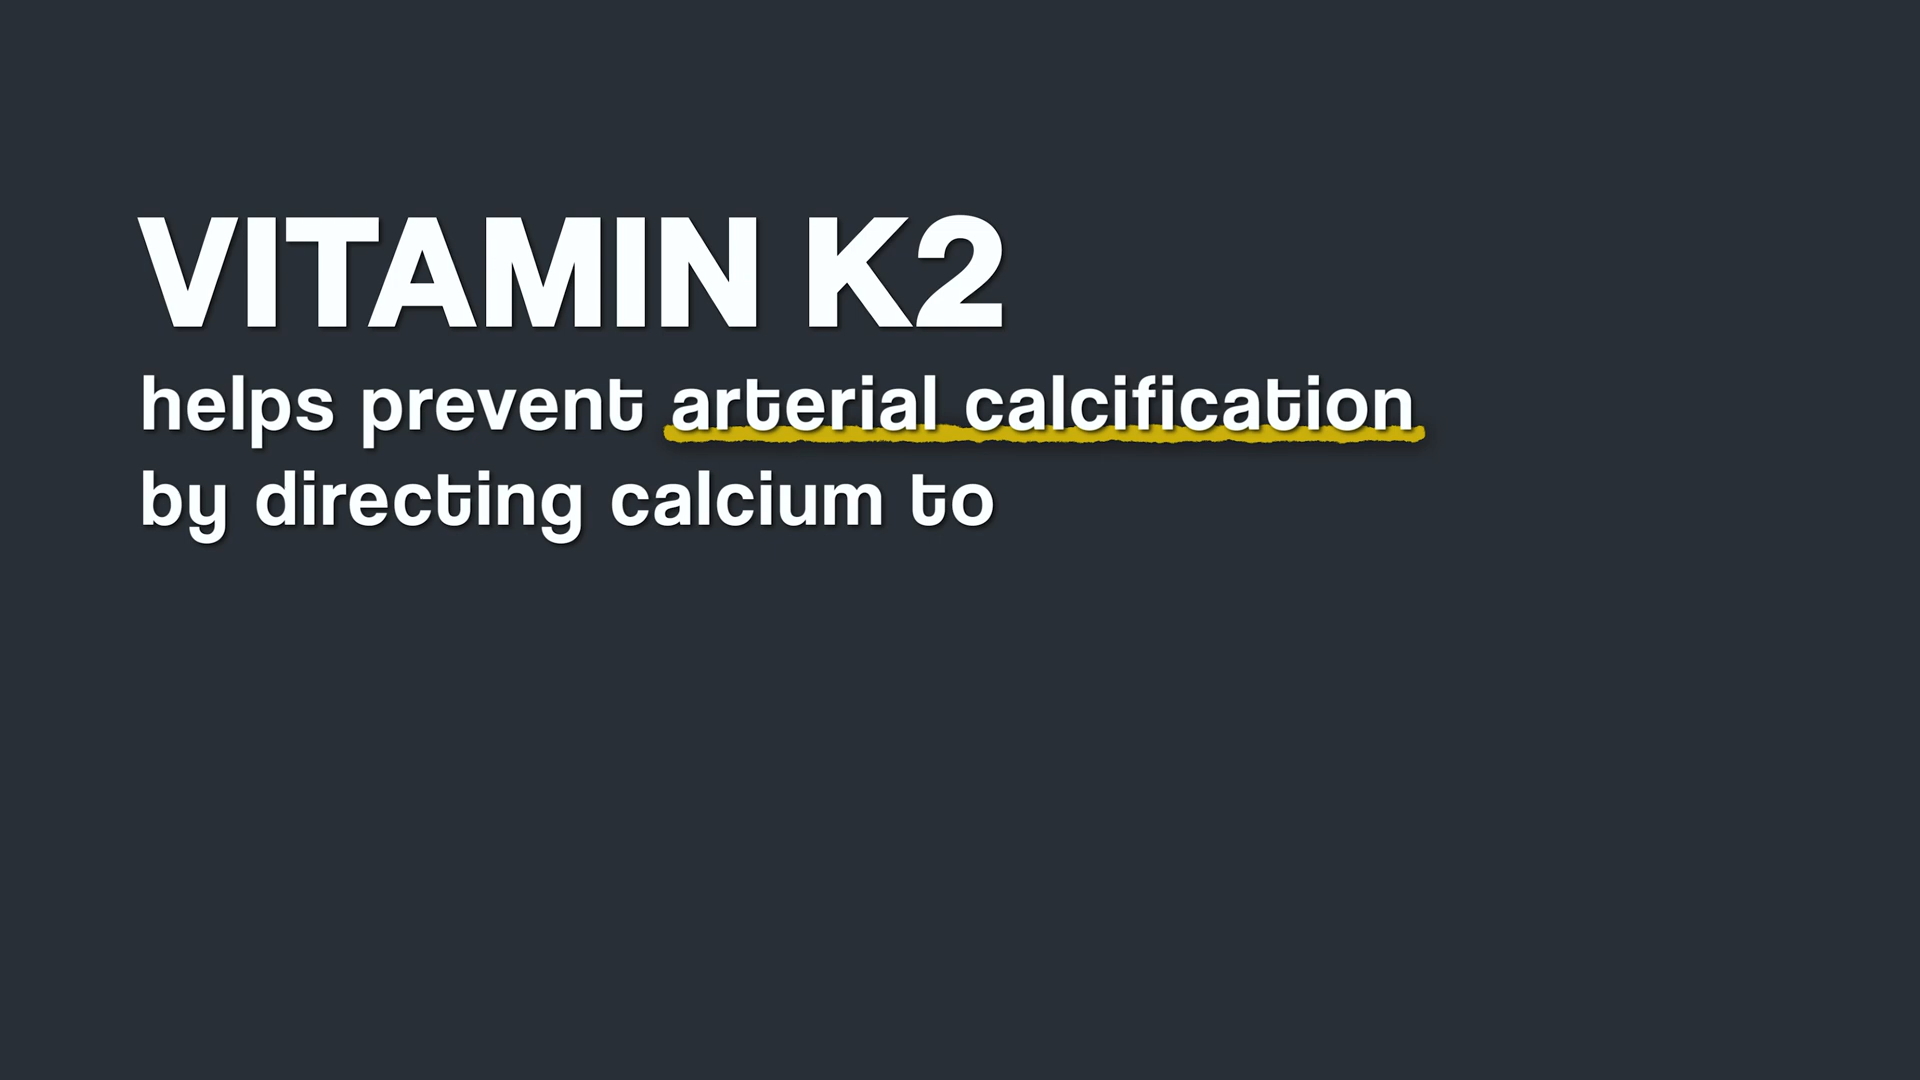 VITAMIN K2
helps prevent arterial calcification
by directing calcium to